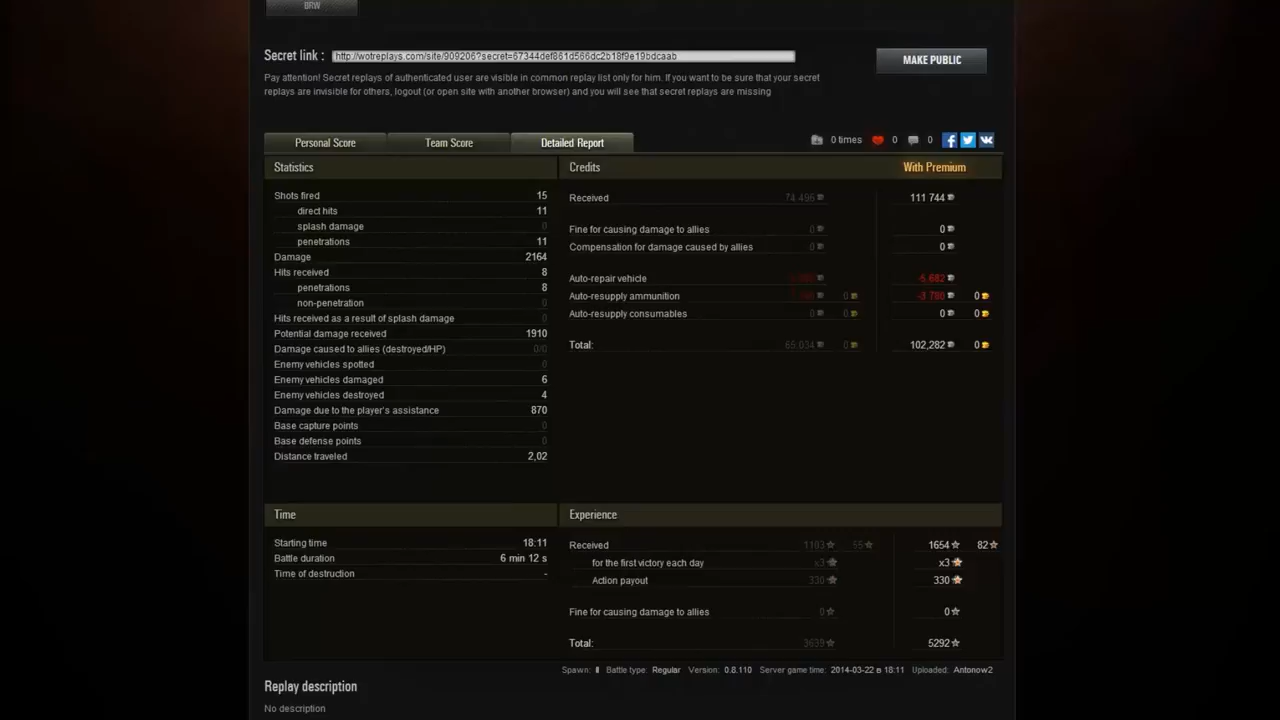 BRW
Secret link : http://wotreplays.com/site/909206?secret=67344def861d566dc2b18f9e19bdcaab MAKE PUBLIC
Pay attention! Secret replays of authenticated user are visible in common replay list only for him. If you want to be sure that your secret
replays are invisible for others, logout (or open site with another browser) and you will see that secret replays are missing
Personal Score Team Score Detailed Report 0 times 0 0
Statistics Credits With Premium
Shots fired 15 Received 74 496 111 744
direct hits 11
splash damage 0 Fine for causing damage to allies 0 0
penetrations 11 Compensation for damage caused by allies 0 0
Damage 2164
Hits received 8 Auto-repair vehicle -5 682
penetrations 8 Auto-resupply ammunition 0 -3 780 0
non-penetration 0 Auto-resupply consumables 0 0 0 0
Hits received as a result of splash damage 0
Potential damage received 1910 Total: 65,034 0 102,282 0
Damage caused to allies (destroyed/HP) 0/0
Enemy vehicles spotted 0
Enemy vehicles damaged 6
Enemy vehicles destroyed 4
Damage due to the player's assistance 870
Base capture points 0
Base defense points 0
Distance traveled 2,02
Time Experience
Starting time 18:11 Received 1103 55 1654 82
Battle duration 6 min 12 s for the first victory each day x3 x3
Time of destruction - Action payout 330 330
Fine for causing damage to allies 0 0
Total: 3639 5292
Spawn: II Battle type: Regular Version: 0.8.110 Server game time: 2014-03-22 в 18:11 Uploaded: Antonow2
Replay description
No description